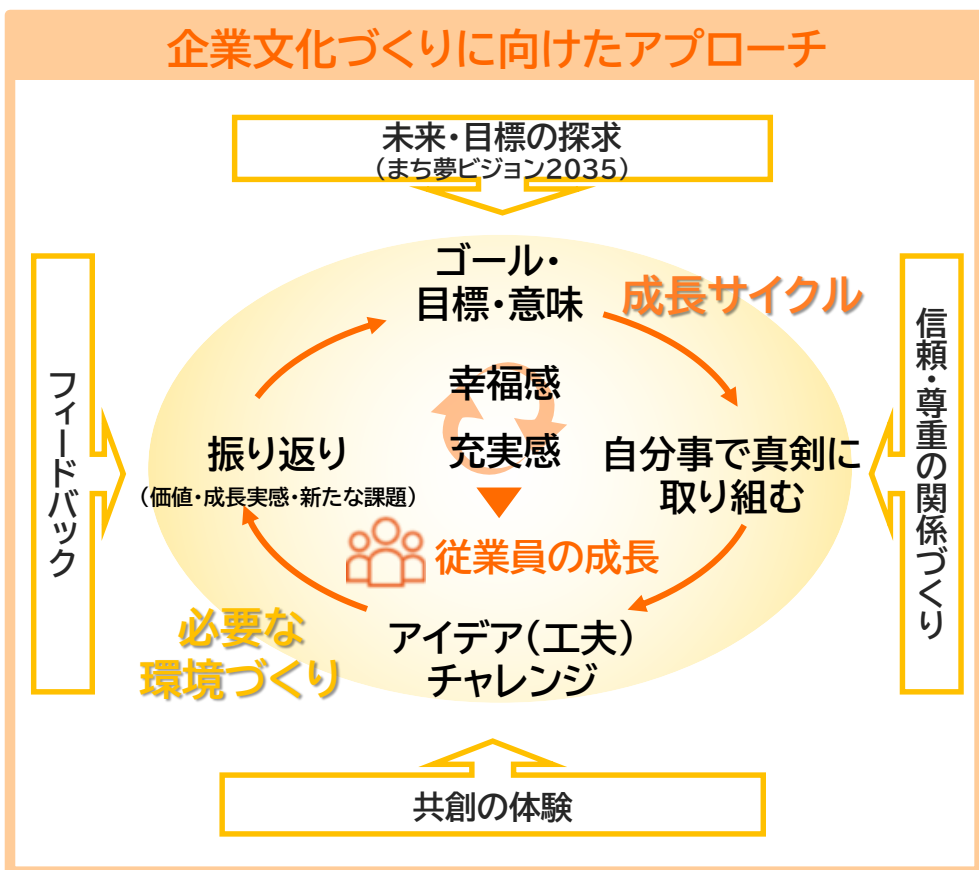 企業文化づくりに向けたアプローチ
未来・目標の探求
（まち夢ビジョン2035）
ゴール・
目標・意味
成長サイクル
幸福感
充実感
自分事で真剣に
取り組む
振り返り
（価値・成長実感・新たな課題）
従業員の成長
アイデア（工夫）
チャレンジ
必要な
環境づくり
フィードバック
信頼・尊重の関係づくり
共創の体験